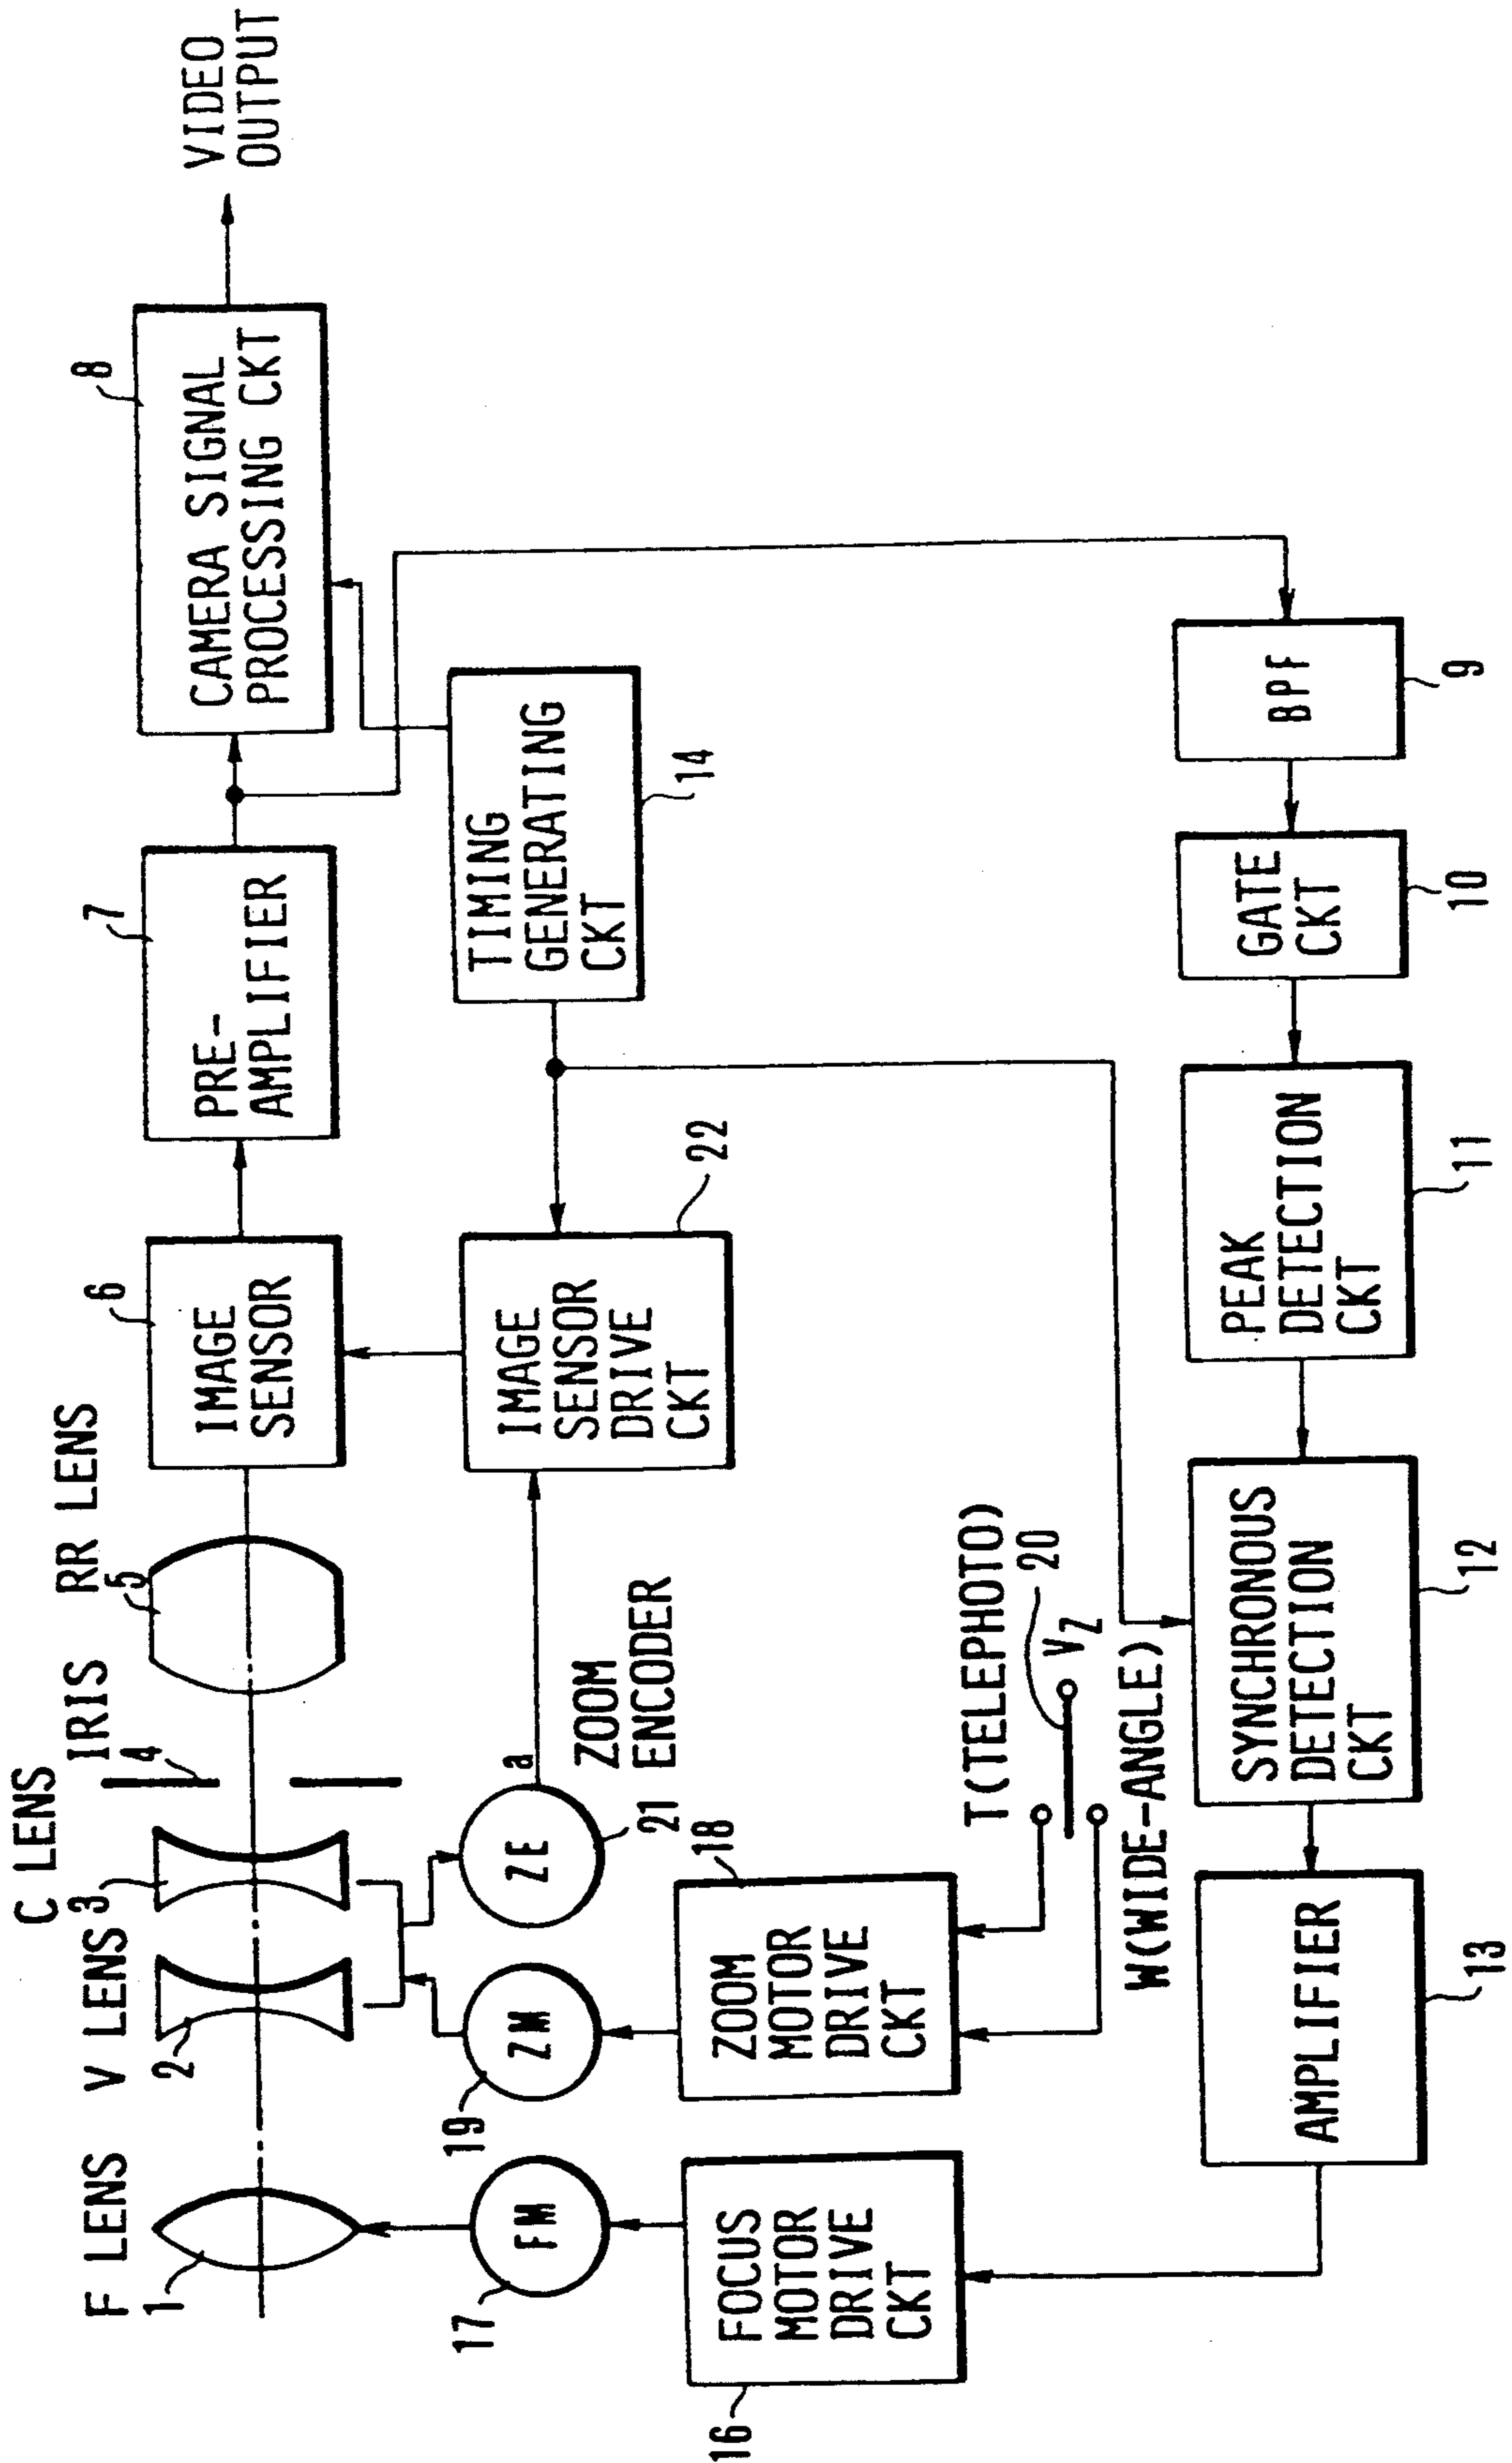 F LENS
1
V LENS
2
C LENS
3
IRIS
4
RR LENS
5
IMAGE
SENSOR
6
PRE-
AMPLIFIER
7
CAMERA SIGNAL
PROCESSING CKT
8
VIDEO
OUTPUT
FM
17
ZM
19
ZE
21
a
ZOOM
ENCODER
IMAGE
SENSOR
DRIVE
CKT
22
TIMING
GENERATING
CKT
14
FOCUS
MOTOR
DRIVE
CKT
16
ZOOM
MOTOR
DRIVE
CKT
18
T(TELEPHOTO)
20
VZ
W(WIDE-ANGLE)
AMPLIFIER
13
SYNCHRONOUS
DETECTION
CKT
12
PEAK
DETECTION
CKT
11
GATE
CKT
10
BPF
9